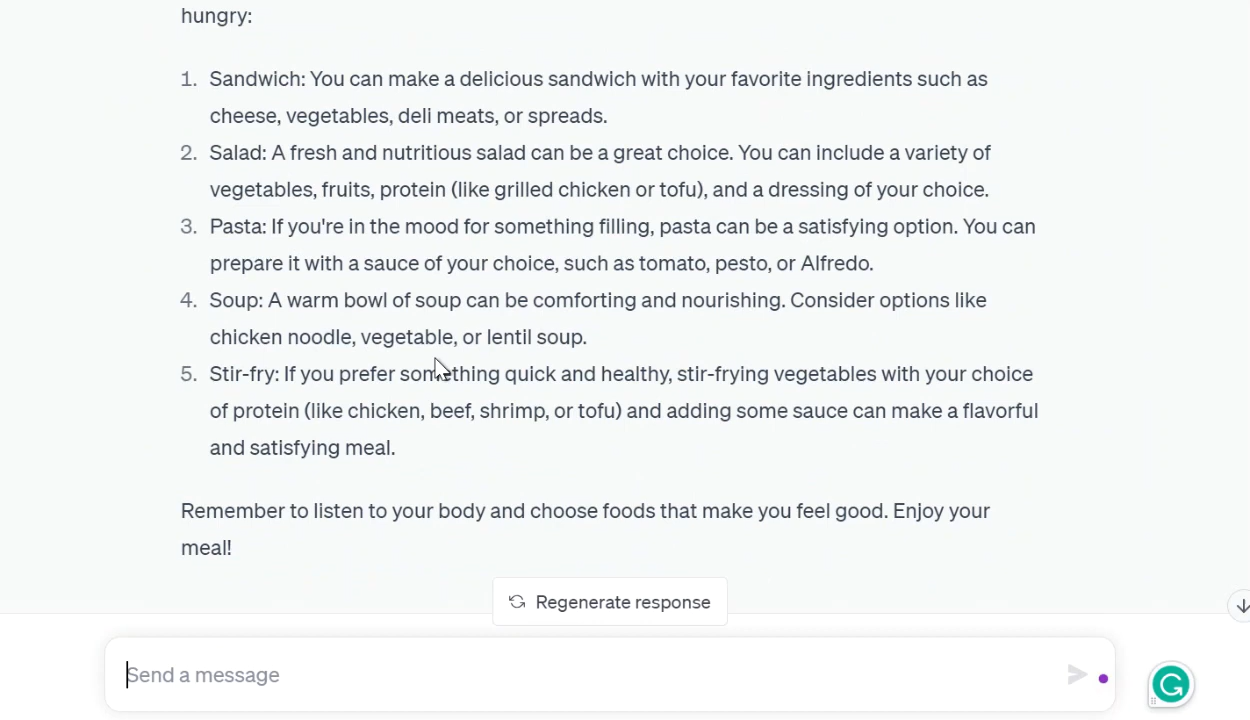 hungry:
1. Sandwich: You can make a delicious sandwich with your favorite ingredients such as
cheese, vegetables, deli meats, or spreads.
2. Salad: A fresh and nutritious salad can be a great choice. You can include a variety of
vegetables, fruits, protein (like grilled chicken or tofu), and a dressing of your choice.
3. Pasta: If you're in the mood for something filling, pasta can be a satisfying option. You can
prepare it with a sauce of your choice, such as tomato, pesto, or Alfredo.
4. Soup: A warm bowl of soup can be comforting and nourishing. Consider options like
chicken noodle, vegetable, or lentil soup.
5. Stir-fry: If you prefer something quick and healthy, stir-frying vegetables with your choice
of protein (like chicken, beef, shrimp, or tofu) and adding some sauce can make a flavorful
and satisfying meal.
Remember to listen to your body and choose foods that make you feel good. Enjoy your
meal!
Regenerate response
Send a message